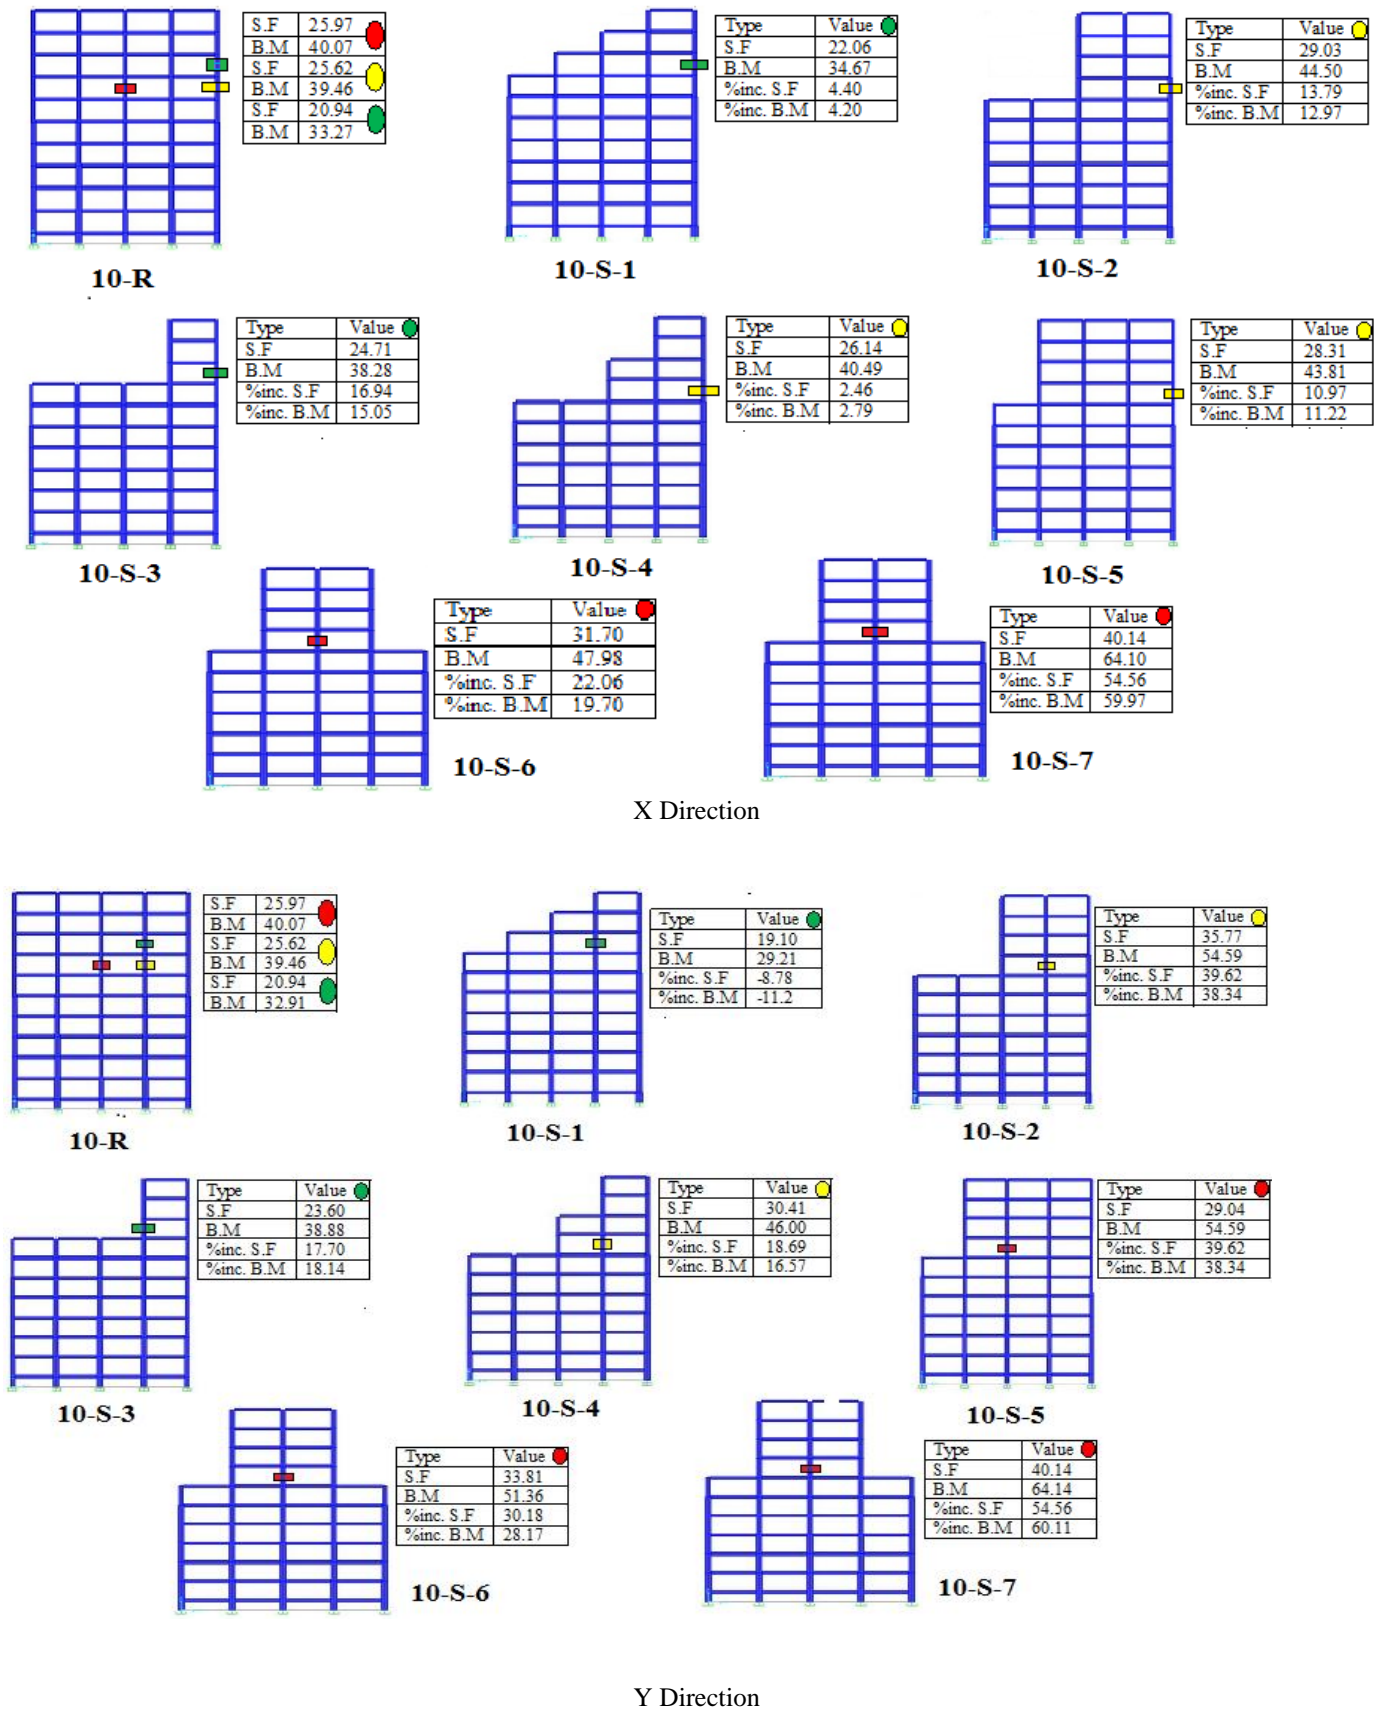 S.F 25.97
B.M 40.07
S.F 25.62
B.M 39.46
S.F 20.94
B.M 33.27
10-R
Type Value
S.F 22.06
B.M 34.67
%inc. S.F 4.40
%inc. B.M 4.20
10-S-1
Type Value
S.F 29.03
B.M 44.50
%inc. S.F 13.79
%inc. B.M 12.97
10-S-2
Type Value
S.F 24.71
B.M 38.28
%inc. S.F 16.94
%inc. B.M 15.05
10-S-3
Type Value
S.F 26.14
B.M 40.49
%inc. S.F 2.46
%inc. B.M 2.79
10-S-4
Type Value
S.F 28.31
B.M 43.81
%inc. S.F 10.97
%inc. B.M 11.22
10-S-5
Type Value
S.F 31.70
B.M 47.98
%inc. S.F 22.06
%inc. B.M 19.70
10-S-6
Type Value
S.F 40.14
B.M 64.10
%inc. S.F 54.56
%inc. B.M 59.97
10-S-7
X Direction
S.F 25.97
B.M 40.07
S.F 25.62
B.M 39.46
S.F 20.94
B.M 32.91
10-R
Type Value
S.F 19.10
B.M 29.21
%inc. S.F -8.78
%inc. B.M -11.2
10-S-1
Type Value
S.F 35.77
B.M 54.59
%inc. S.F 39.62
%inc. B.M 38.34
10-S-2
Type Value
S.F 23.60
B.M 38.88
%inc. S.F 17.70
%inc. B.M 18.14
10-S-3
Type Value
S.F 30.41
B.M 46.00
%inc. S.F 18.69
%inc. B.M 16.57
10-S-4
Type Value
S.F 29.04
B.M 54.59
%inc. S.F 39.62
%inc. B.M 38.34
10-S-5
Type Value
S.F 33.81
B.M 51.36
%inc. S.F 30.18
%inc. B.M 28.17
10-S-6
Type Value
S.F 40.14
B.M 64.14
%inc. S.F 54.56
%inc. B.M 60.11
10-S-7
Y Direction